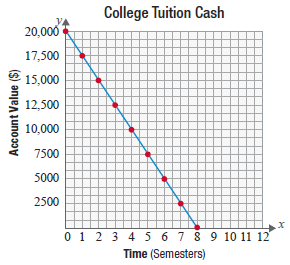 College Tuition Cash
y
20,000
17,500
15,000
12,000
10,000
7500
5000
2500
Account Value ($)
0 1 2 3 4 5 6 7 8 9 10 11 12
x
Time (Semesters)